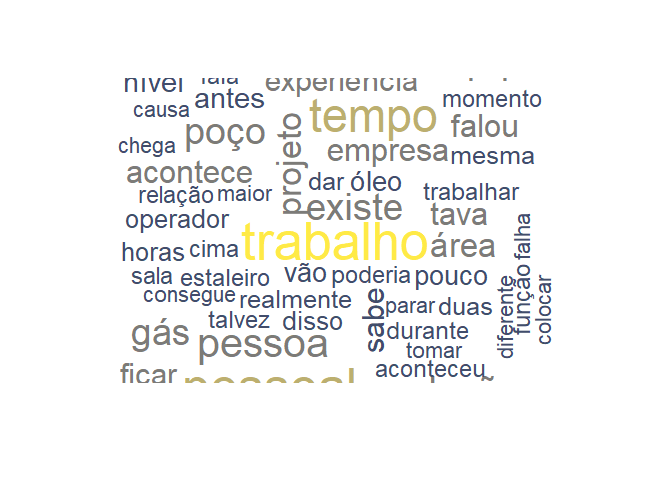 nível fala experiência
causa antes tempo momento
chega poço projeto empresa falou
acontece mesma
relação maior dar óleo trabalhar
operador existe tava
horas cima trabalho área
sala estaleiro vão poderia pouco
consegue realmente sabe parar duas
talvez disso durante
gás pessoa tomar
ficar pessoal aconteceu
diferente função falha colocar